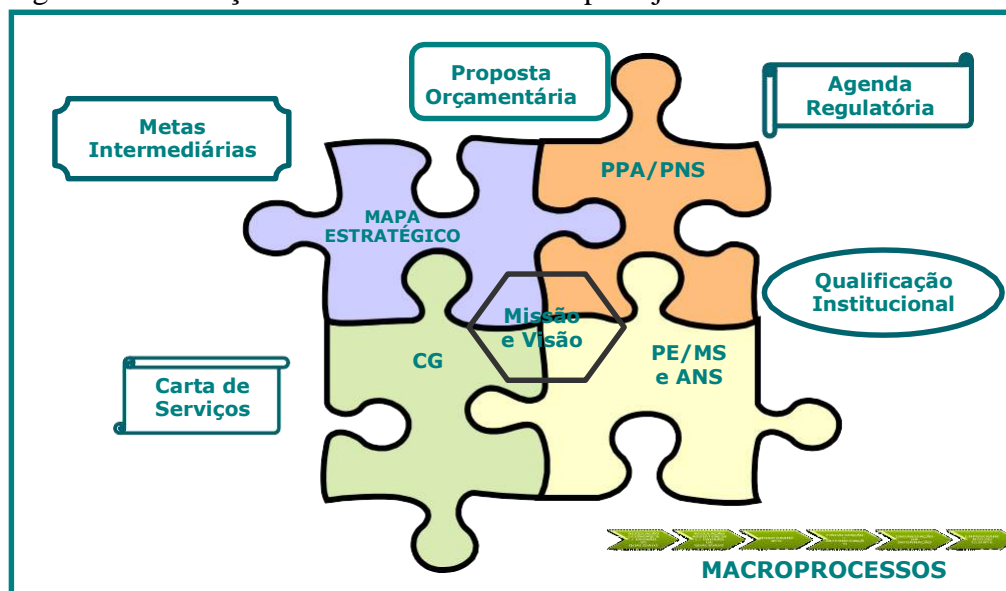 Proposta
Orçamentária
Agenda
Regulatória
Metas
Intermediárias
PPA/PNS
MAPA
ESTRATÉGICO
Qualificação
Institucional
Missão
e Visão
CG
PE/MS
e ANS
Carta de
Serviços
MACROPROCESSOS